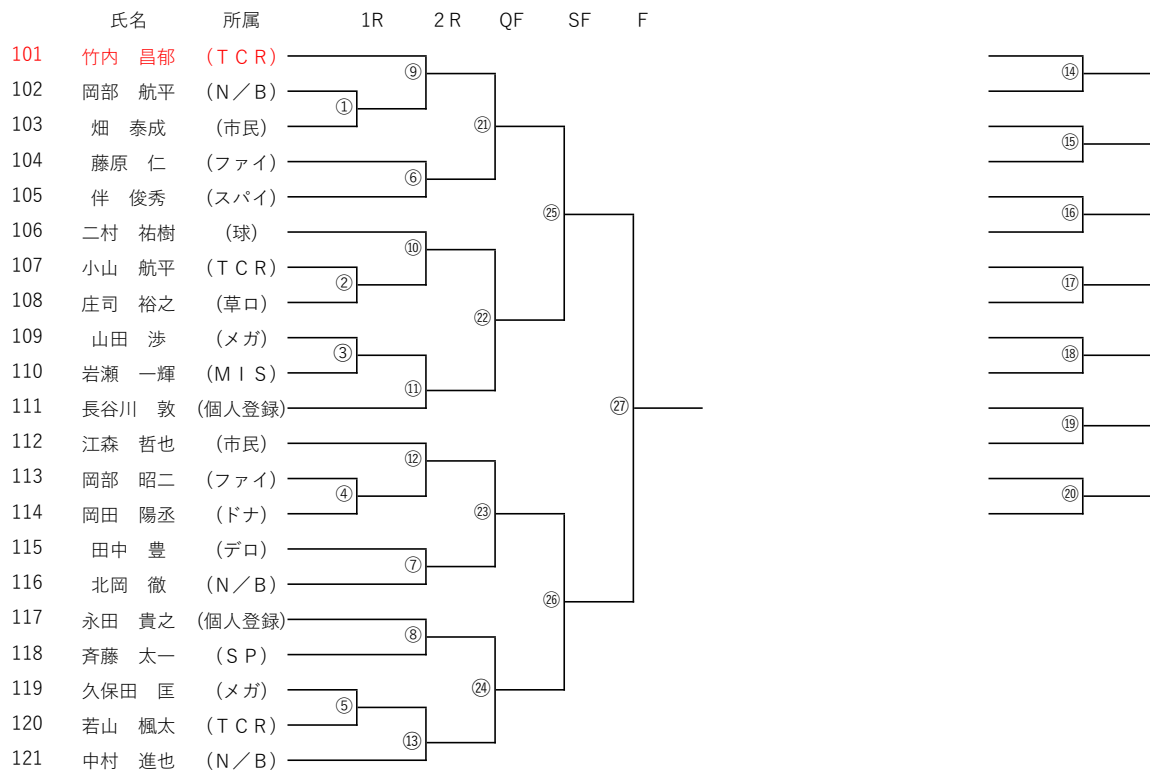 氏名 所属 1R 2R QF SF F
101 竹内 昌郁 (TCR)
102 岡部 航平 (N/B)
103 畑 泰成 (市民)
104 藤原 仁 (ファイ)
105 伴 俊秀 (スパイ)
106 二村 祐樹 (球)
107 小山 航平 (TCR)
108 庄司 裕之 (草ロ)
109 山田 渉 (メガ)
110 岩瀬 一輝 (MIS)
111 長谷川 敦 (個人登録)
112 江森 哲也 (市民)
113 岡部 昭二 (ファイ)
114 岡田 陽丞 (ドナ)
115 田中 豊 (デロ)
116 北岡 徹 (N/B)
117 永田 貴之 (個人登録)
118 斉藤 太一 (SP)
119 久保田 匡 (メガ)
120 若山 楓太 (TCR)
121 中村 進也 (N/B)
①
②
③
④
⑤
⑨
⑥
⑩
⑪
⑫
⑦
⑧
⑬
㉑
㉒
㉓
㉔
㉕
㉖
㉗
⑭
⑮
⑯
⑰
⑱
⑲
⑳